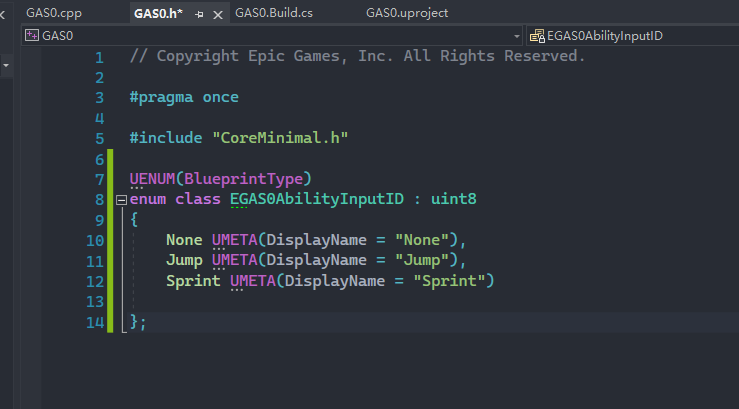 GAS0.cpp GAS0.h* GAS0.Build.cs GAS0.uproject
GAS0 EGAS0AbilityInputID
1 // Copyright Epic Games, Inc. All Rights Reserved.
2
3 #pragma once
4
5 #include "CoreMinimal.h"
6
7 UENUM(BlueprintType)
8 enum class EGAS0AbilityInputID : uint8
9 {
10 None UMETA(DisplayName = "None"),
11 Jump UMETA(DisplayName = "Jump"),
12 Sprint UMETA(DisplayName = "Sprint")
13
14 };